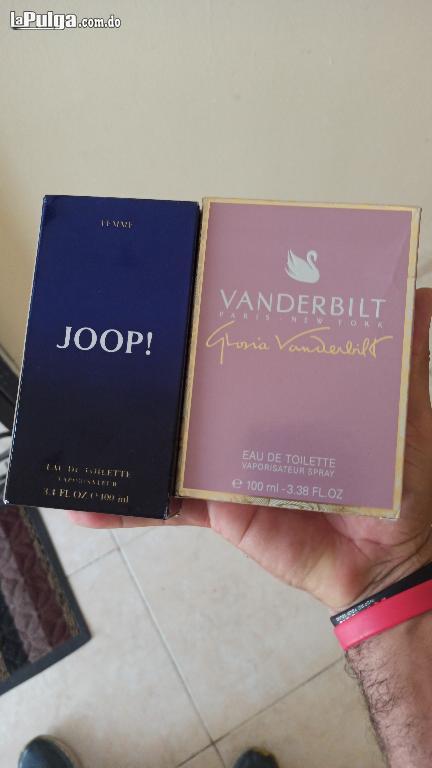 laPulga.com.do
FEMME
JOOP!
EAU DE TOILETTE
VAPORISATEUR
3.4 FL OZ e 100 ml
VANDERBILT
PARIS - NEW YORK
Gloria Vanderbilt
EAU DE TOILETTE
VAPORISATEUR SPRAY
e 100 ml - 3.38 FL.OZ